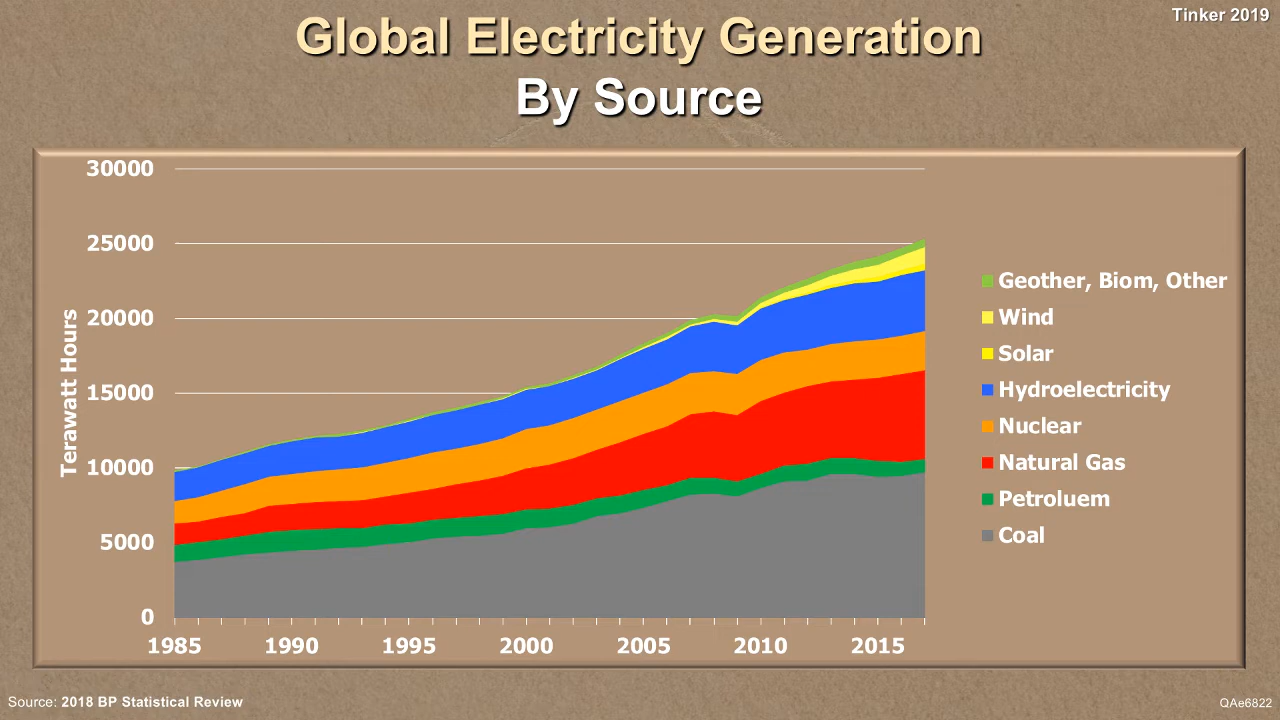 Tinker 2019
Global Electricity Generation
By Source
30000
25000
20000
15000
10000
5000
0
Terawatt Hours
1985 1990 1995 2000 2005 2010 2015
Geother, Biom, Other
Wind
Solar
Hydroelectricity
Nuclear
Natural Gas
Petroluem
Coal
Source: 2018 BP Statistical Review
QAe6822